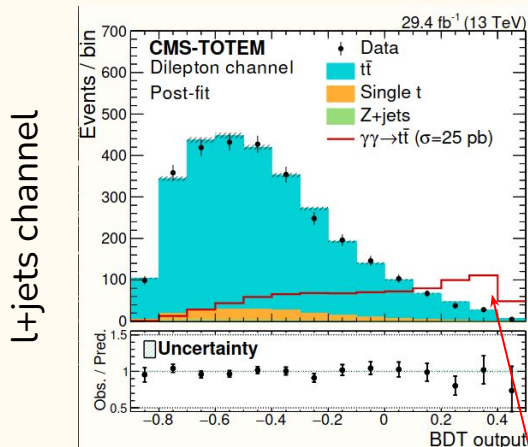 l+jets channel
29.4 fb⁻¹ (13 TeV)
CMS-TOTEM
Dilepton channel
Post-fit
Data
tt̄
Single t
Z+jets
γγ→tt̄ (σ=25 pb)
Events / bin
700
600
500
400
300
200
100
0
Uncertainty
Obs. / Pred.
1.5
1
0.5
−0.8 −0.6 −0.4 −0.2 0 0.2 0.4
BDT outp